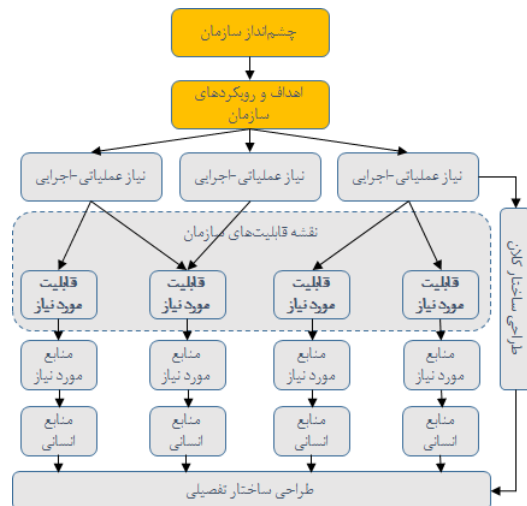 چشم‌انداز سازمان
اهداف و رویکردهای
سازمان
نیاز عملیاتی-اجرایی
نیاز عملیاتی-اجرایی
نیاز عملیاتی-اجرایی
طراحی ساختار کلان
نقشه قابلیت‌های سازمان
قابلیت
مورد نیاز
قابلیت
مورد نیاز
قابلیت
مورد نیاز
قابلیت
مورد نیاز
منابع
مورد نیاز
منابع
مورد نیاز
منابع
مورد نیاز
منابع
مورد نیاز
منابع
انسانی
منابع
انسانی
منابع
انسانی
منابع
انسانی
طراحی ساختار تفصیلی